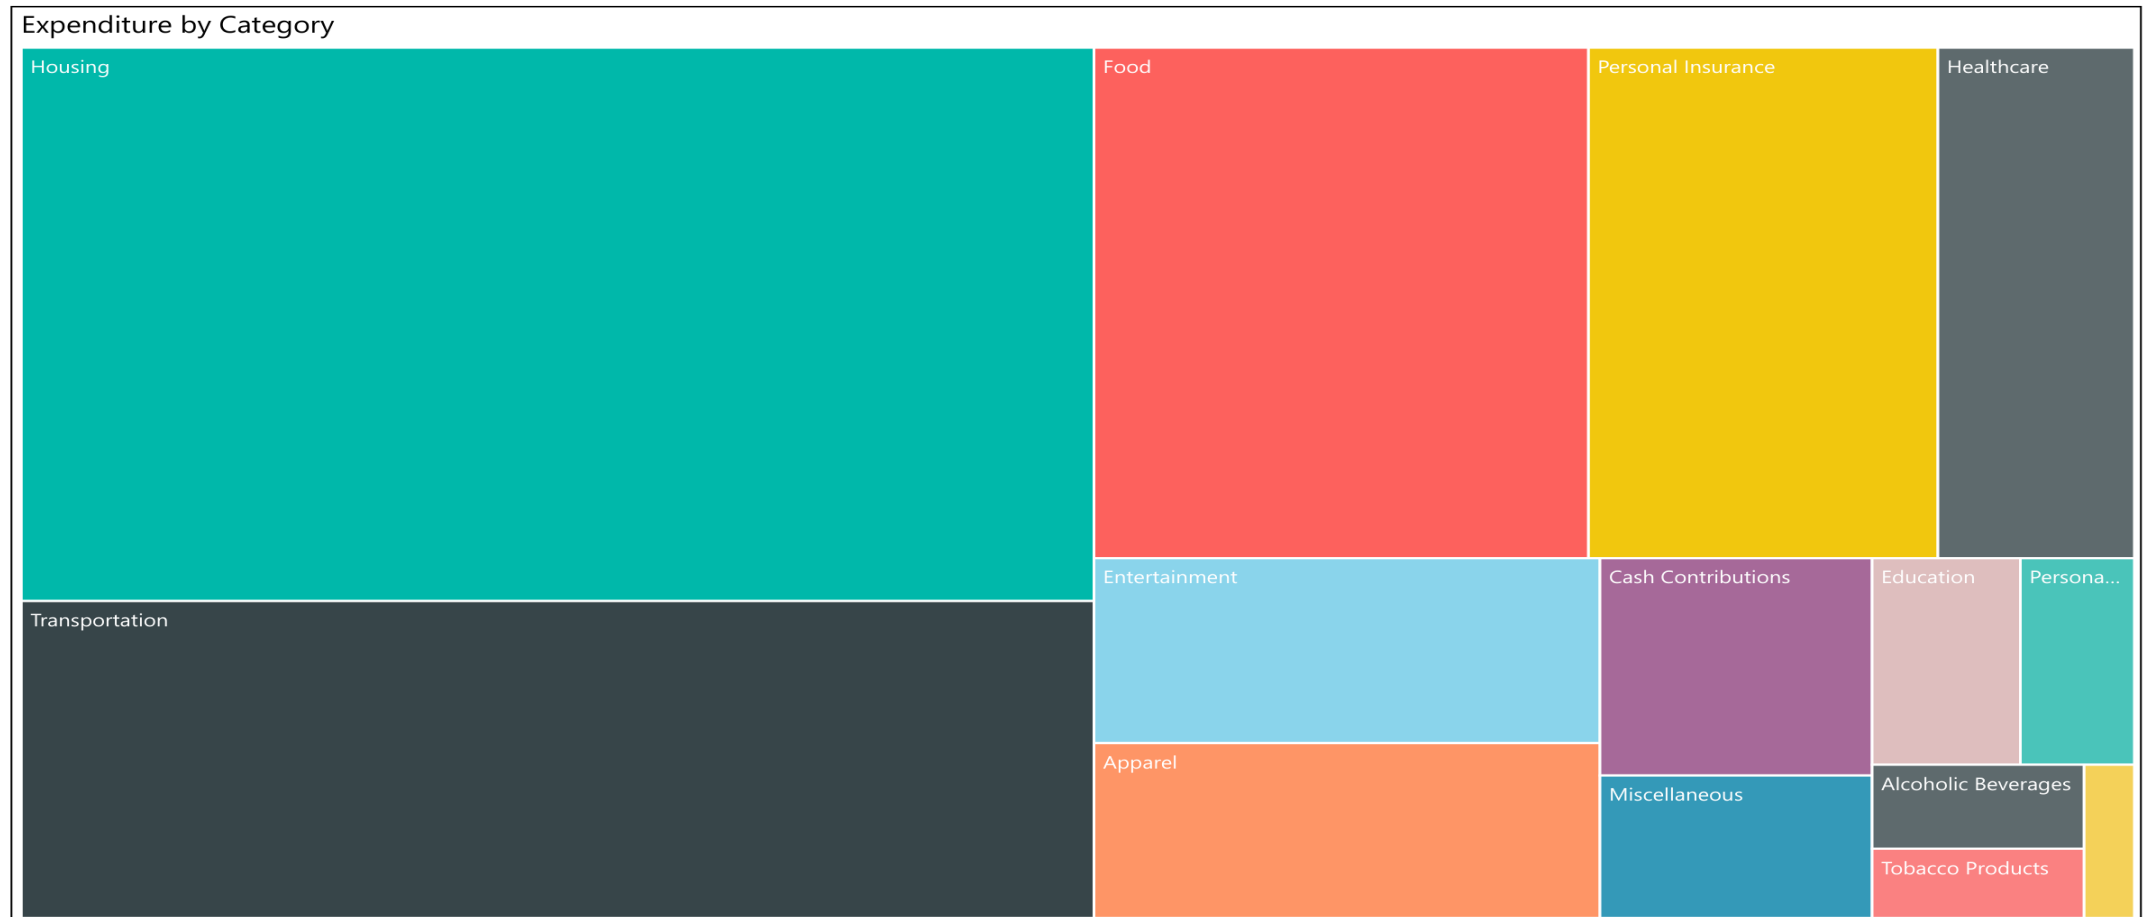 Expenditure by Category
Housing
Food
Personal Insurance
Healthcare
Entertainment
Cash Contributions
Education
Persona...
Transportation
Apparel
Alcoholic Beverages
Miscellaneous
Tobacco Products